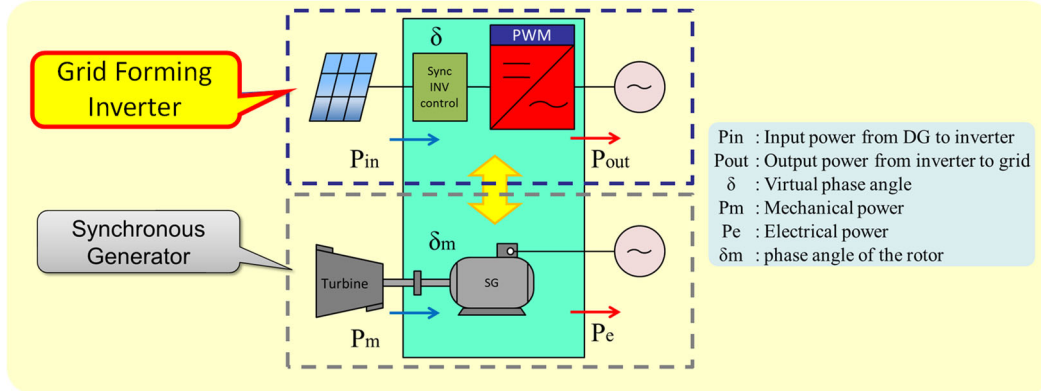 Grid Forming
Inverter
δ
Sync
INV
control
PWM
Pin
Pout
Synchronous
Generator
δm
Turbine
SG
Pm
Pe
Pin : Input power from DG to inverter
Pout : Output power from inverter to grid
δ : Virtual phase angle
Pm : Mechanical power
Pe : Electrical power
δm : phase angle of the rotor